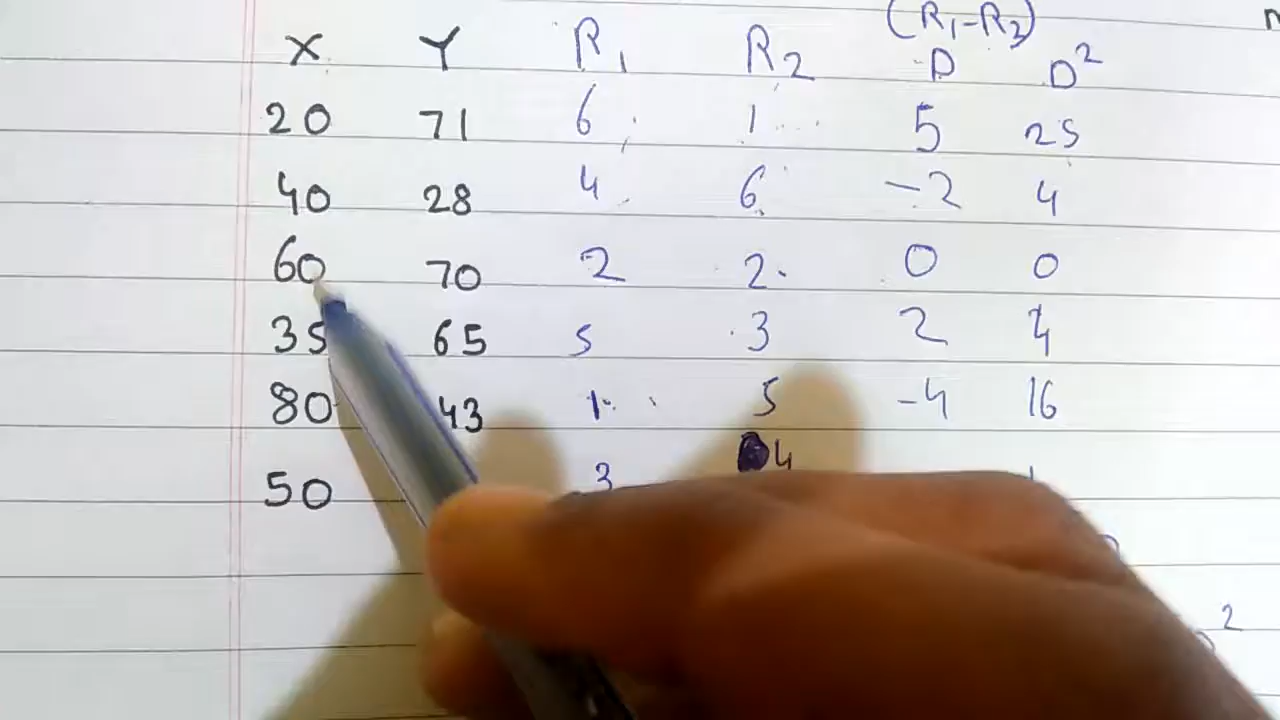 (R₁-R₂)
X Y R₁ R₂ D D²
20 71 6 1 5 25
40 28 4 6 -2 4
60 70 2 2 0 0
35 65 5 3 2 4
80 43 1 5 -4 16
50 3 4
2